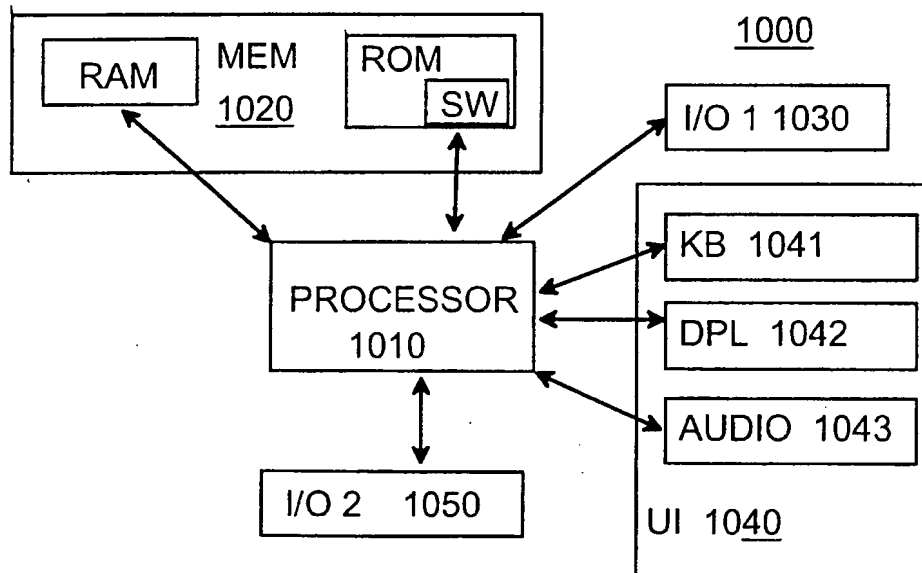 1000
RAM
MEM
1020
ROM
SW
I/O 1 1030
KB 1041
DPL 1042
AUDIO 1043
UI 1040
PROCESSOR
1010
I/O 2 1050